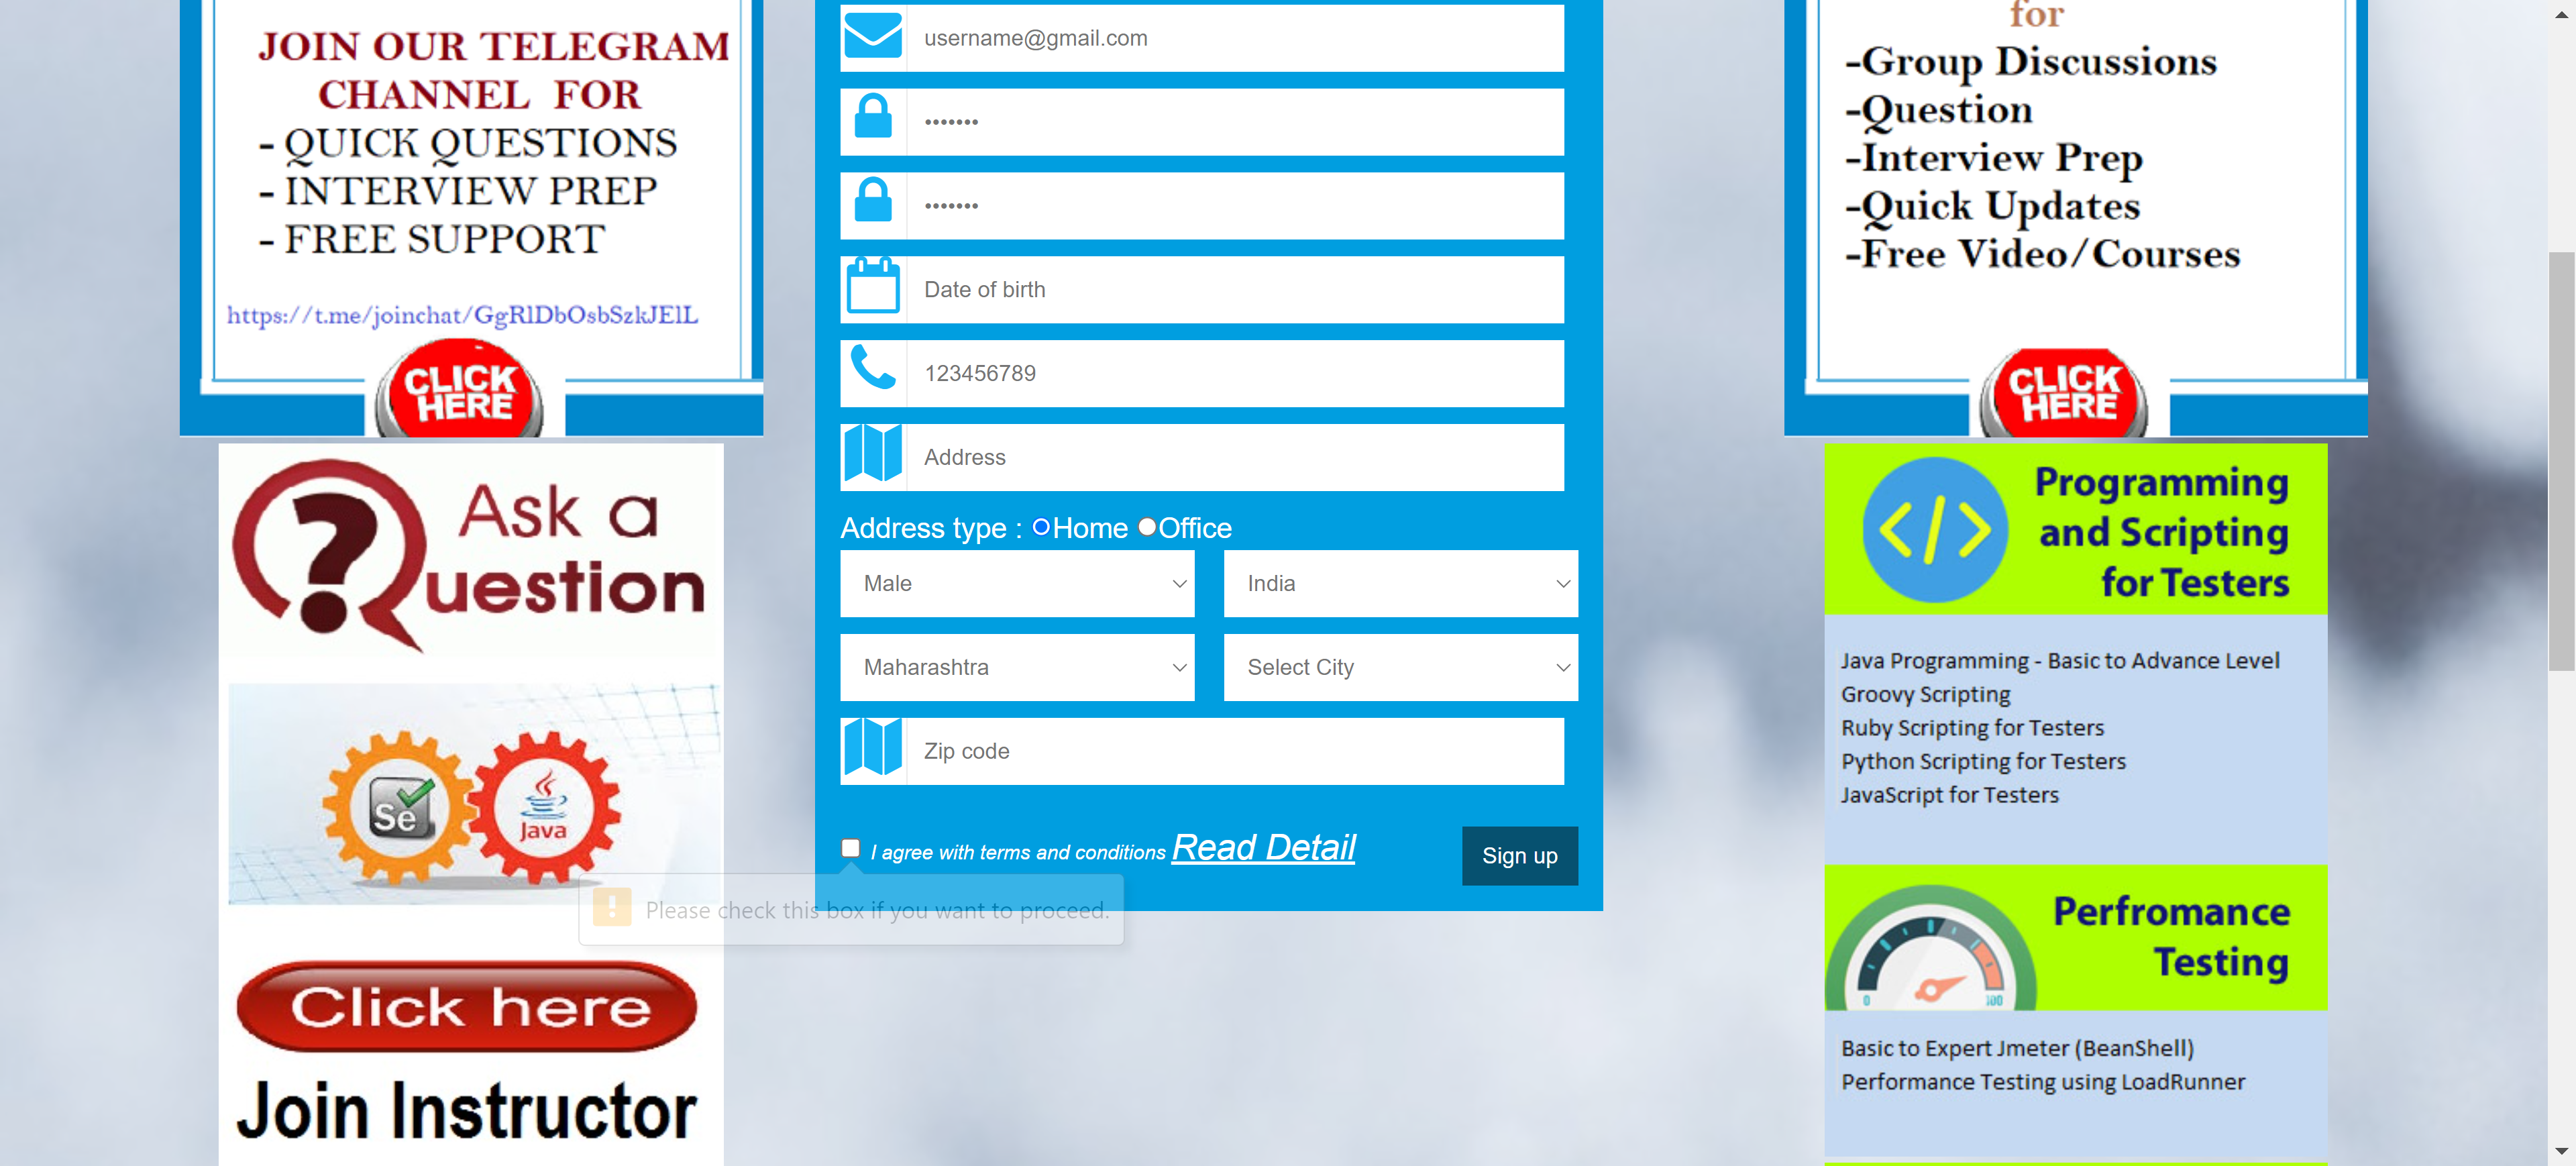 JOIN OUR TELEGRAM
CHANNEL FOR
- QUICK QUESTIONS
- INTERVIEW PREP
- FREE SUPPORT
https://t.me/joinchat/GgRlDbOsbSzkJElL
CLICK
HERE
Ask a
Question
Se
Java
Click here
Join Instructor
username@gmail.com
•••••••
•••••••
Date of birth
123456789
Address
Address type : Home Office
Male
India
Maharashtra
Select City
Zip code
I agree with terms and conditions Read Detail
Sign up
Please check this box if you want to proceed.
for
-Group Discussions
-Question
-Interview Prep
-Quick Updates
-Free Video/Courses
CLICK
HERE
</>
Programming
and Scripting
for Testers
Java Programming - Basic to Advance Level
Groovy Scripting
Ruby Scripting for Testers
Python Scripting for Testers
JavaScript for Testers
Perfromance
Testing
0 100
Basic to Expert Jmeter (BeanShell)
Performance Testing using LoadRunner